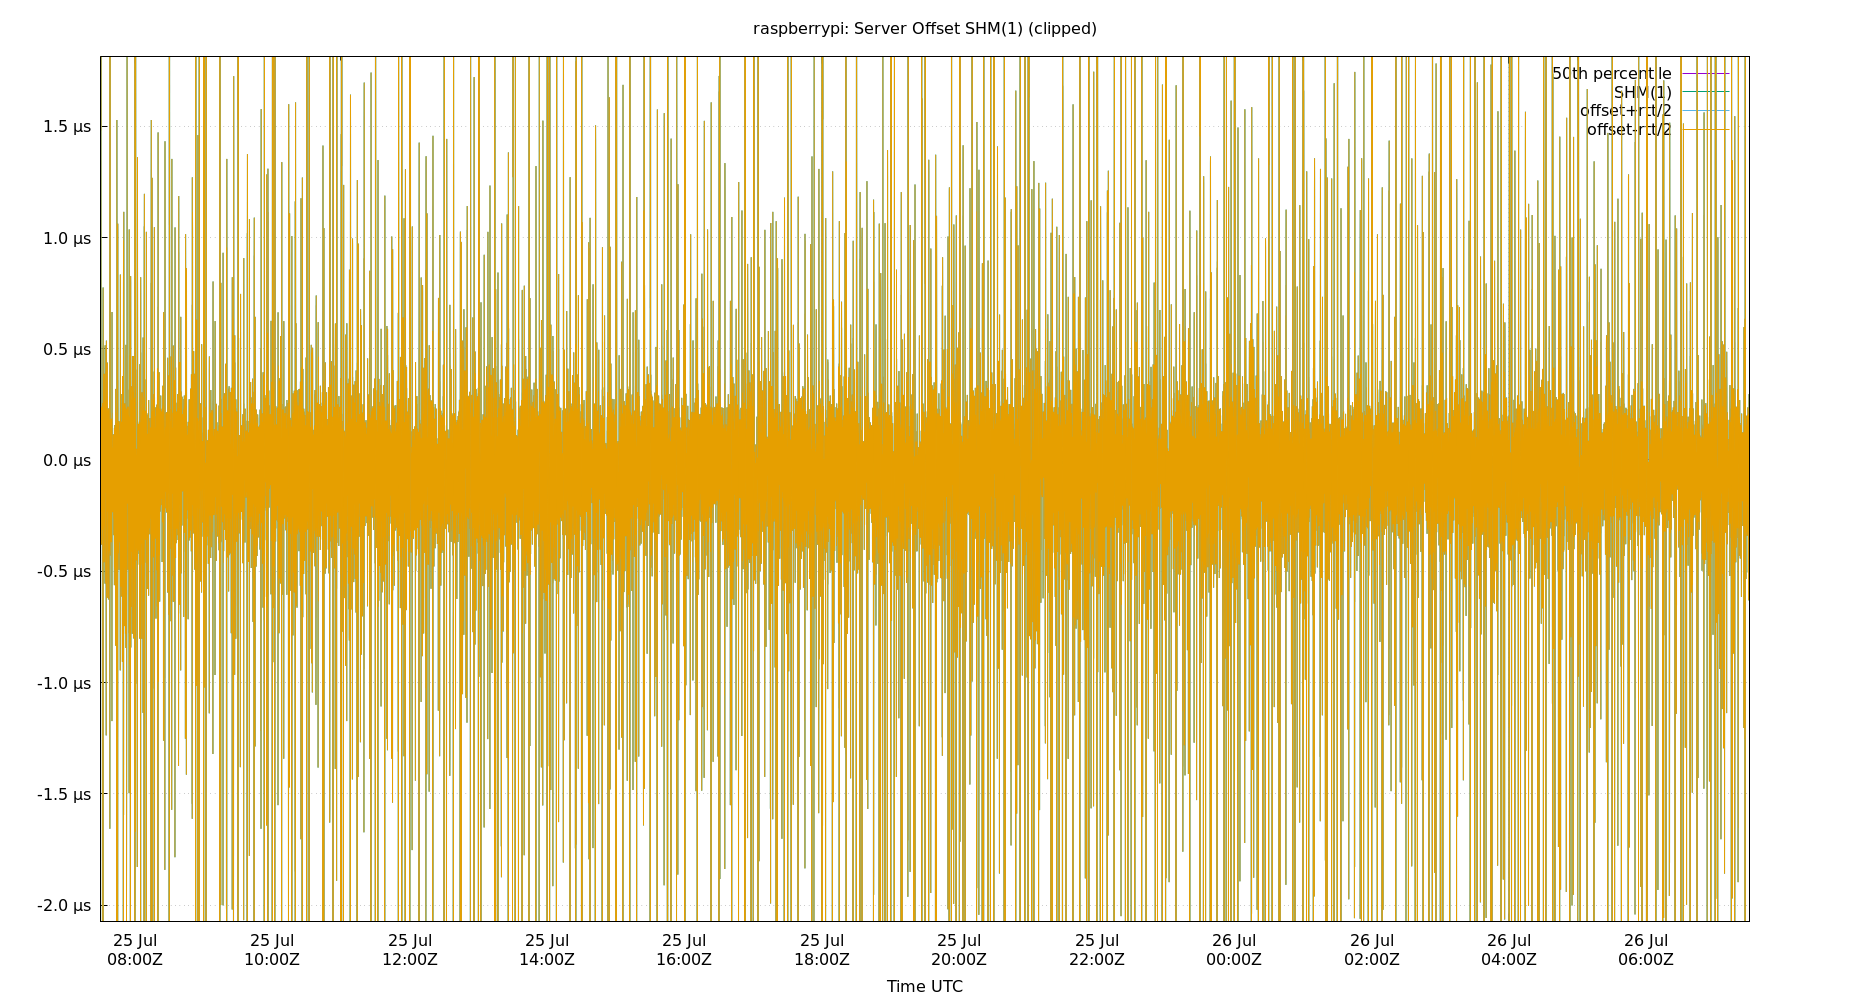 raspberrypi: Server Offset SHM(1) (clipped)
50th percentile
SHM(1)
offset+rtt/2
offset-rtt/2
1.5 µs
1.0 µs
0.5 µs
0.0 µs
-0.5 µs
-1.0 µs
-1.5 µs
-2.0 µs
25 Jul 25 Jul 25 Jul 25 Jul 25 Jul 25 Jul 25 Jul 25 Jul 26 Jul 26 Jul 26 Jul 26 Jul
08:00Z 10:00Z 12:00Z 14:00Z 16:00Z 18:00Z 20:00Z 22:00Z 00:00Z 02:00Z 04:00Z 06:00Z
Time UTC